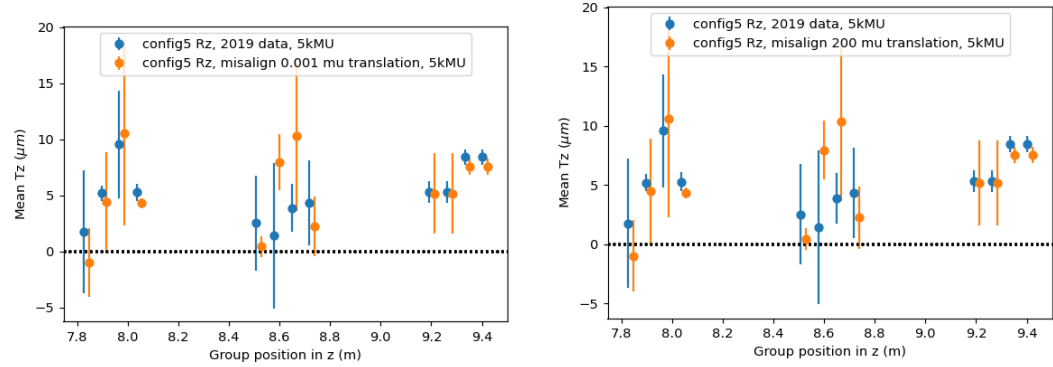 20
15
10
5
0
−5
Mean Tz (μm)
config5 Rz, 2019 data, 5kMU
config5 Rz, misalign 0.001 mu translation, 5kMU
7.8 8.0 8.2 8.4 8.6 8.8 9.0 9.2 9.4
Group position in z (m)
20
15
10
5
0
−5
Mean Tz (μm)
config5 Rz, 2019 data, 5kMU
config5 Rz, misalign 200 mu translation, 5kMU
7.8 8.0 8.2 8.4 8.6 8.8 9.0 9.2 9.4
Group position in z (m)